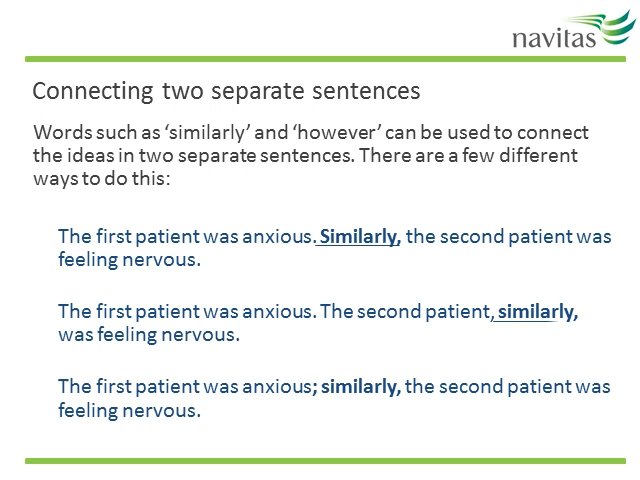 navitas
Connecting two separate sentences
Words such as ‘similarly’ and ‘however’ can be used to connect
the ideas in two separate sentences. There are a few different
ways to do this:
The first patient was anxious. Similarly, the second patient was
feeling nervous.
The first patient was anxious. The second patient, similarly,
was feeling nervous.
The first patient was anxious; similarly, the second patient was
feeling nervous.